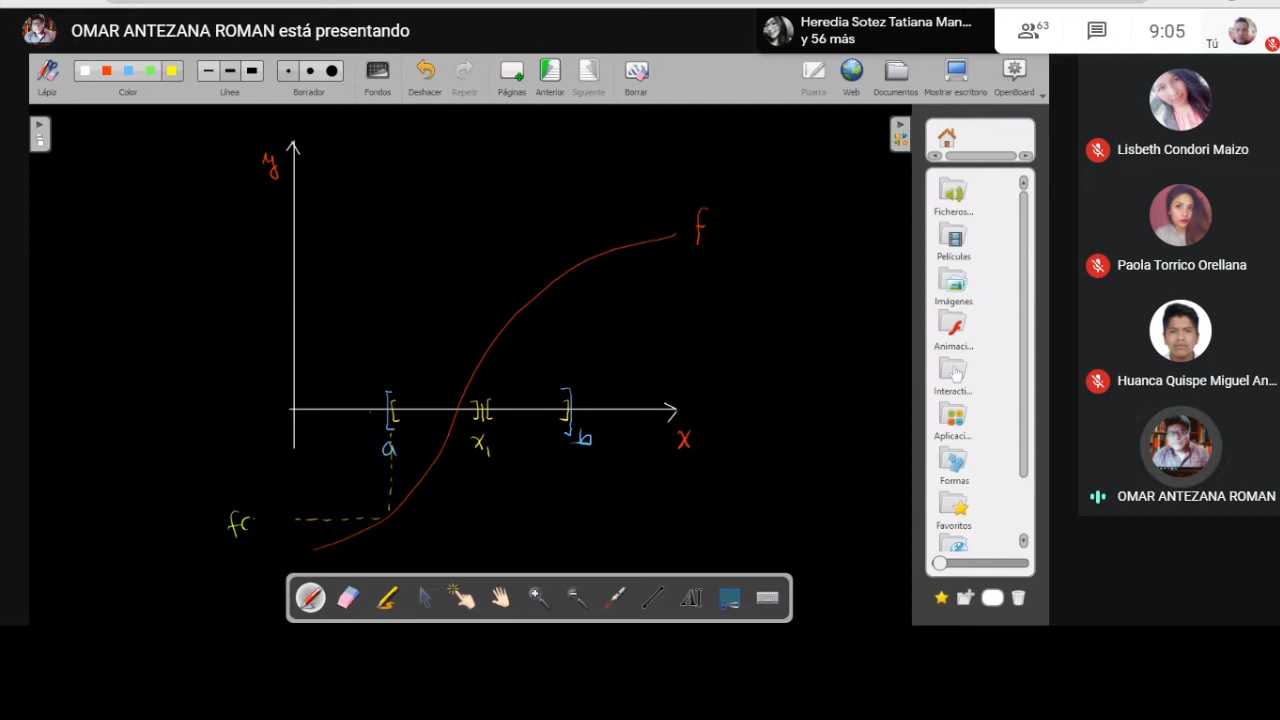 OMAR ANTEZANA ROMAN está presentando
Heredia Sotez Tatiana Man...
y 56 más
63
9:05
Tú
Lápiz
Color
Línea
Borrador
Fondos
Deshacer
Repetir
Páginas
Anterior
Siguiente
Borrar
Pizarra
Web
Documentos
Mostrar escritorio
OpenBoard
y
f
a
x₁
b
x
f(
Ficheros...
Películas
Imágenes
Animaci...
Interacti...
Aplicaci...
Formas
Favoritos
Lisbeth Condori Maizo
Paola Torrico Orellana
Huanca Quispe Miguel An...
OMAR ANTEZANA ROMAN